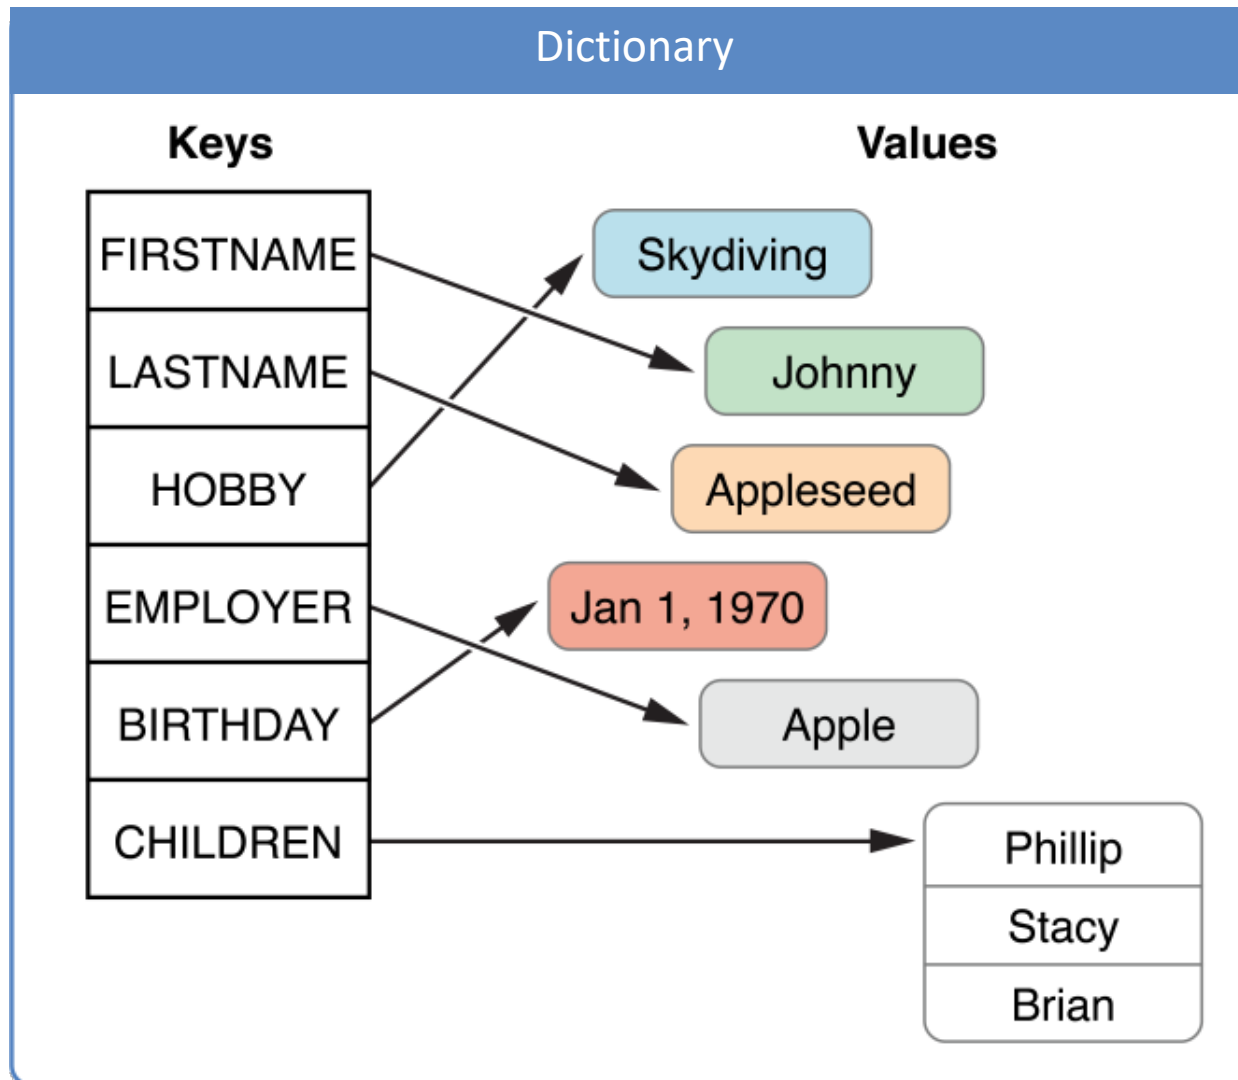 Dictionary
Keys
Values
FIRSTNAME
LASTNAME
HOBBY
EMPLOYER
BIRTHDAY
CHILDREN
Skydiving
Johnny
Appleseed
Jan 1, 1970
Apple
Phillip
Stacy
Brian